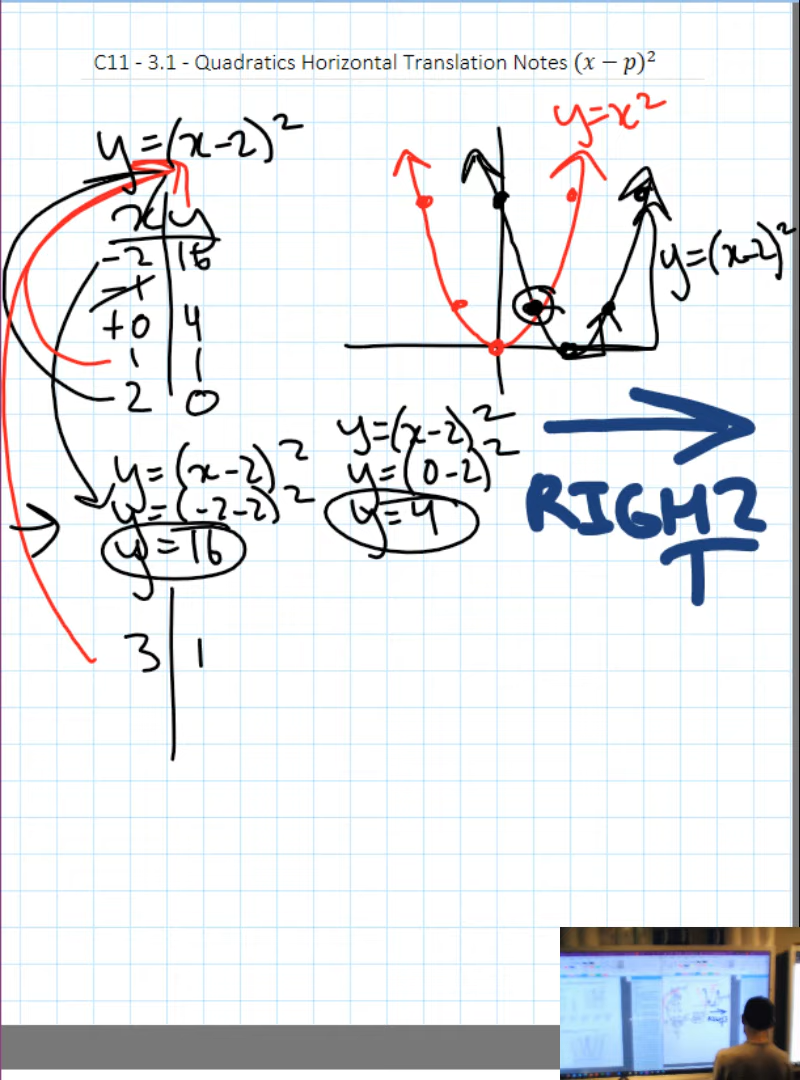 C11 - 3.1 - Quadratics Horizontal Translation Notes (x − p)²
y = (x-2)²
y=x²
x | y
-2 | 16
-1
+0 | 4
1 | 1
2 | 0
y=(x-2)²
y=(x-2)²
y=(-2-2)²
y=16
y=(x-2)²
y=(0-2)²
y=4
RIGHT 2
3 | 1